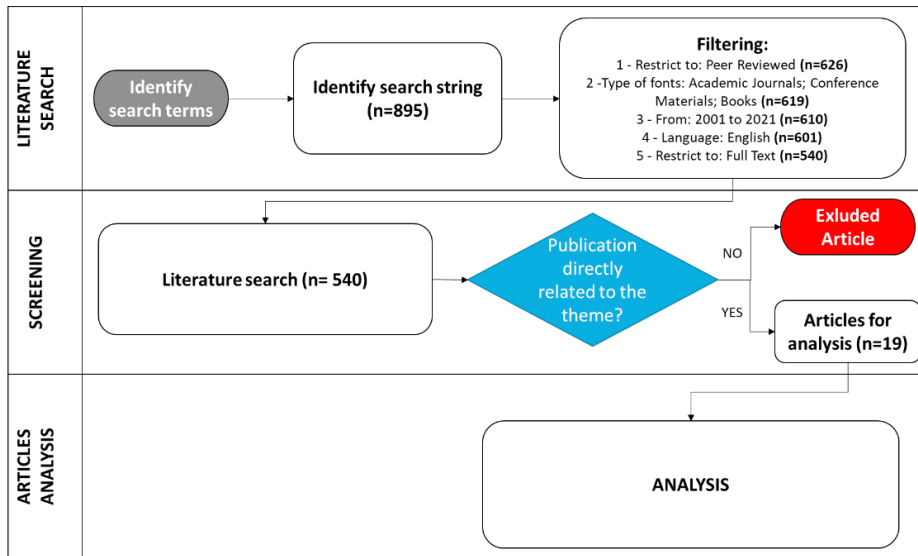 LITERATURE
SEARCH
Identify
search terms
Identify search string
(n=895)
Filtering:
1 - Restrict to: Peer Reviewed (n=626)
2 -Type of fonts: Academic Journals; Conference
Materials; Books (n=619)
3 - From: 2001 to 2021 (n=610)
4 - Language: English (n=601)
5 - Restrict to: Full Text (n=540)
SCREENING
Literature search (n= 540)
Publication
directly
related to the
theme?
NO
Exluded
Article
YES
Articles for
analysis (n=19)
ARTICLES
ANALYSIS
ANALYSIS